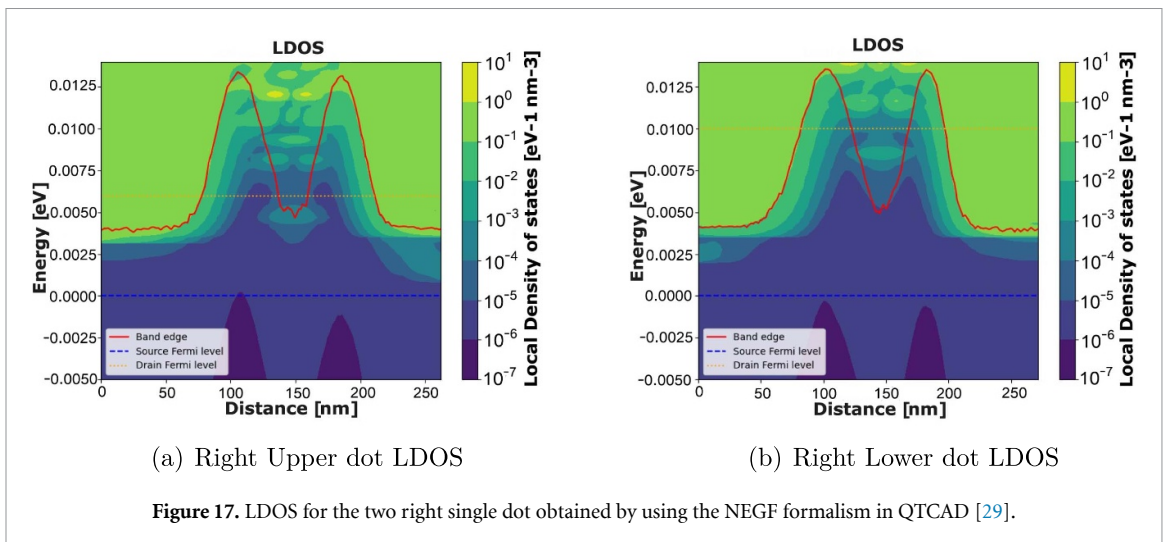 LDOS
Energy [eV]
0.0125
0.0100
0.0075
0.0050
0.0025
0.0000
−0.0025
−0.0050
Band edge
Source Fermi level
Drain Fermi level
0 50 100 150 200 250
Distance [nm]
10^1
10^0
10^−1
10^−2
10^−3
10^−4
10^−5
10^−6
10^−7
Local Density of states [eV-1 nm-3]
(a) Right Upper dot LDOS
LDOS
Energy [eV]
0.0125
0.0100
0.0075
0.0050
0.0025
0.0000
−0.0025
−0.0050
Band edge
Source Fermi level
Drain Fermi level
0 50 100 150 200 250
Distance [nm]
10^1
10^0
10^−1
10^−2
10^−3
10^−4
10^−5
10^−6
10^−7
Local Density of states [eV-1 nm-3]
(b) Right Lower dot LDOS
Figure 17. LDOS for the two right single dot obtained by using the NEGF formalism in QTCAD [29].